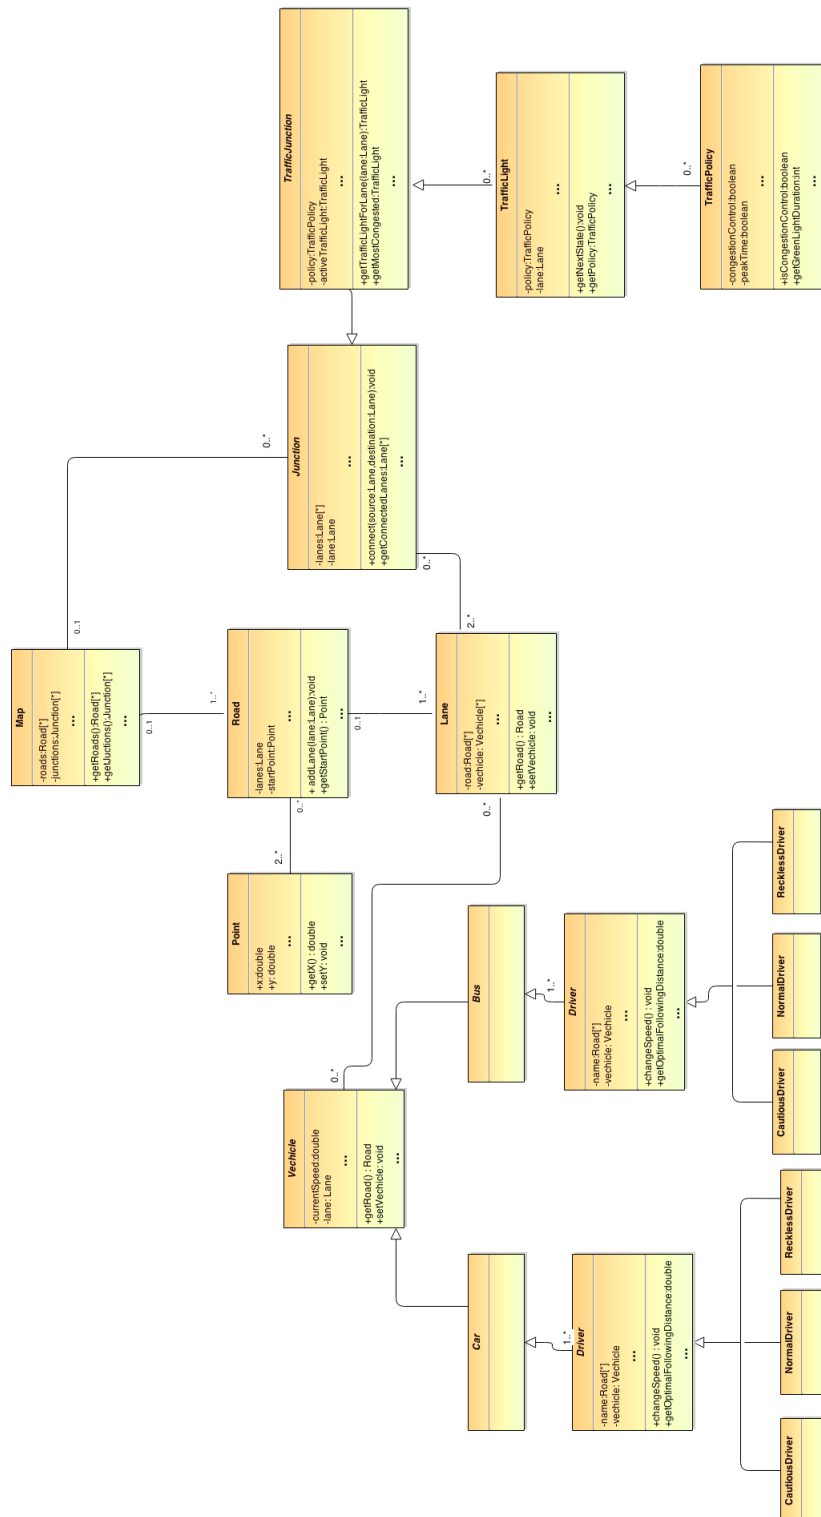 Map
-roads:Road[*]
-junctions:Junction[*]
...
+getRoads():Road[*]
+getJuctions():Junction[*]
...
0..1
0..1
0..*
1..*
TrafficJunction
-policy:TrafficPolicy
-activeTrafficLight:TrafficLight
...
+getTrafficLightForLane(lane:Lane):TrafficLight
+getMostCongested:TrafficLight
...
0..*
Junction
-lanes:Lane[*]
-lane:Lane
...
+connect(source:Lane,destination:Lane):void
+getConnectedLanes:Lane[*]
...
0..*
2..*
Road
-lanes:Lane
-startPoint:Point
...
+ addLane(lane:Lane):void
+getStartPoint() : Point
...
0..*
0..1
1..*
Point
+x:double
+y: double
...
+getX() : double
+setY: void
...
2..*
Vechicle
-currentSpeed:double
-lane: Lane
...
+getRoad() : Road
+setVechicle: void
...
0..*
Lane
-road:Road[*]
-vechicle: Vechicle[*]
...
+getRoad() : Road
+setVechicle: void
0..*
TrafficLight
-policy:TrafficPolicy
-lane:Lane
...
+getNextState():void
+getPolicy:TrafficPolicy
...
0..*
TrafficPolicy
-congestionControl:boolean
-peakTime:boolean
...
+isCongestionControl:boolean
+getGreenLightDuration:int
...
Car
Bus
1..*
Driver
-name:Road[*]
-vechicle: Vechicle
...
+changeSpeed() : void
+getOptimalFollowingDistance:double
...
1..*
Driver
-name:Road[*]
-vechicle: Vechicle
...
+changeSpeed() : void
+getOptimalFollowingDistance:double
...
CautiousDriver
NormalDriver
RecklessDriver
CautiousDriver
NormalDriver
RecklessDriver